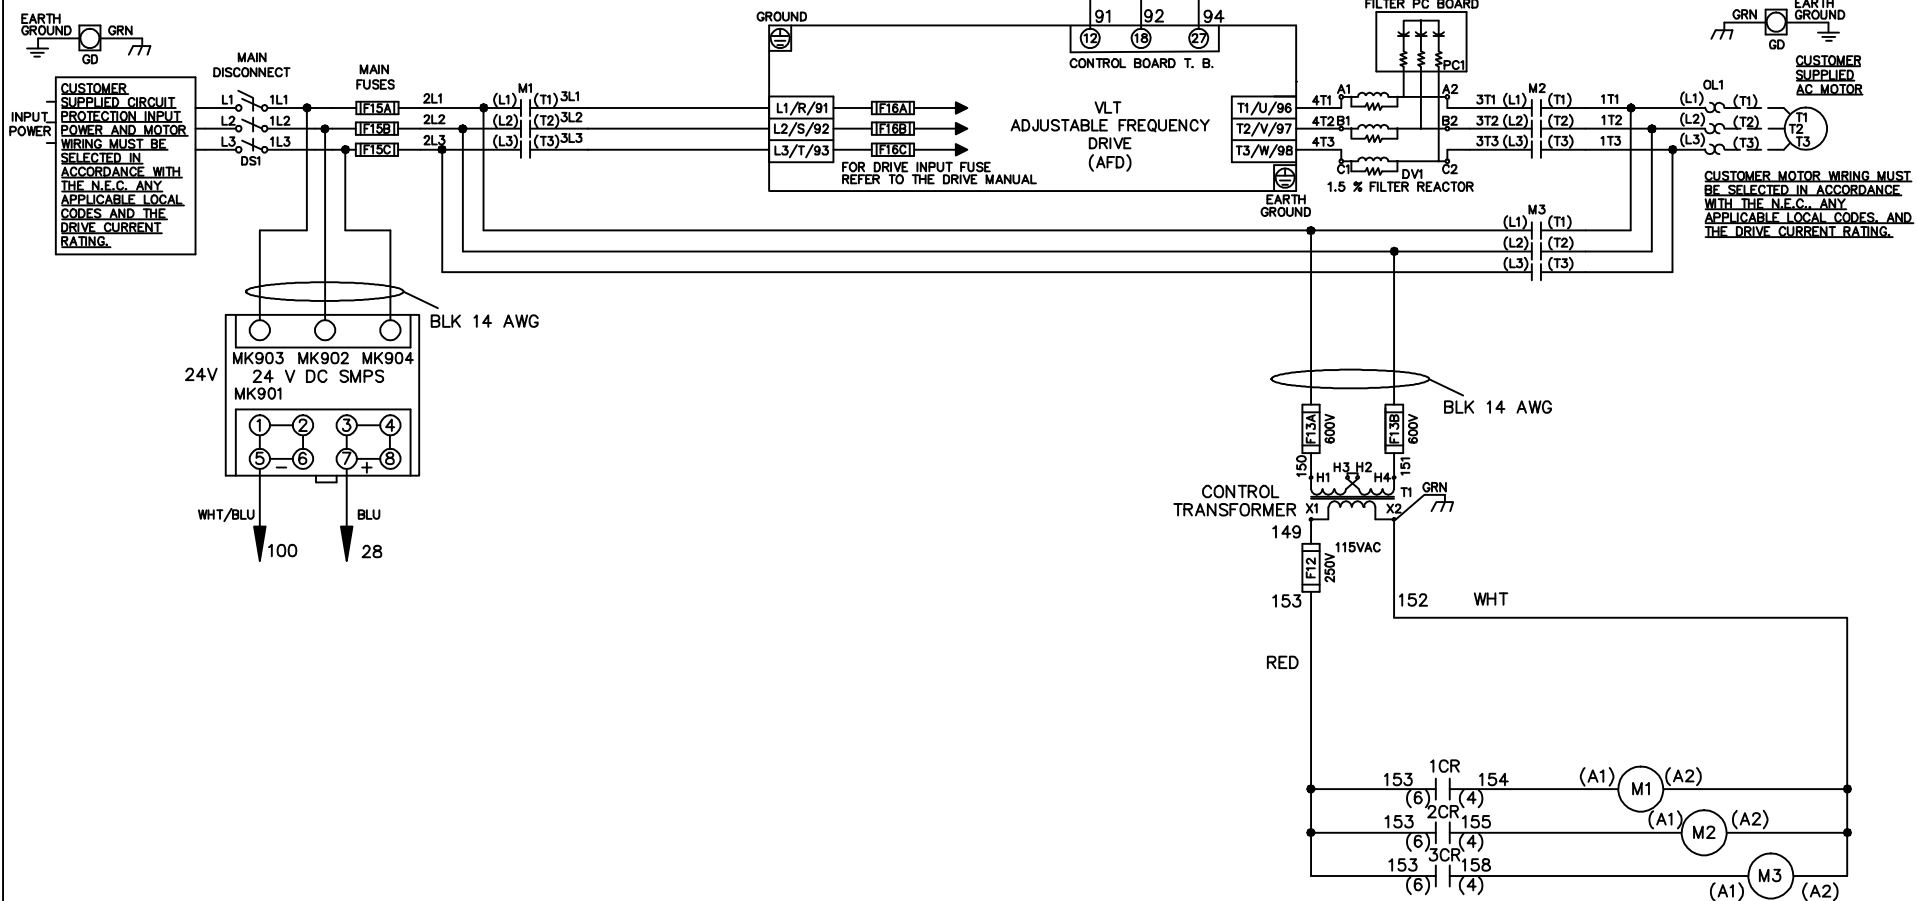 EARTH
GROUND
GRN
GD
CUSTOMER
SUPPLIED CIRCUIT
PROTECTION INPUT
POWER AND MOTOR
WIRING MUST BE
SELECTED IN
ACCORDANCE WITH
THE N.E.C. ANY
APPLICABLE LOCAL
CODES AND THE
DRIVE CURRENT
RATING.
INPUT
POWER
MAIN
DISCONNECT
L1 1L1
L2 1L2
L3 1L3
DS1
MAIN
FUSES
F15A
F15B
F15C
2L1
2L2
2L3
M1
(L1) (T1) 3L1
(L2) (T2) 3L2
(L3) (T3) 3L3
GROUND
L1/R/91
L2/S/92
L3/T/93
F16A
F16B
F16C
FOR DRIVE INPUT FUSE
REFER TO THE DRIVE MANUAL
91 92 94
12 18 27
CONTROL BOARD T. B.
VLT
ADJUSTABLE FREQUENCY
DRIVE
(AFD)
T1/U/96
T2/V/97
T3/W/98
EARTH
GROUND
FILTER PC BOARD
PC1
4T1 A1 A2
4T2 B1 B2
4T3 C1 C2
DV1
1.5 % FILTER REACTOR
M2
3T1 (L1) (T1) 1T1
3T2 (L2) (T2) 1T2
3T3 (L3) (T3) 1T3
OL1
(L1) (T1)
(L2) (T2)
(L3) (T3)
T1
T2
T3
GRN
EARTH
GROUND
GD
CUSTOMER
SUPPLIED
AC MOTOR
CUSTOMER MOTOR WIRING MUST
BE SELECTED IN ACCORDANCE
WITH THE N.E.C., ANY
APPLICABLE LOCAL CODES, AND
THE DRIVE CURRENT RATING.
M3
(L1) (T1)
(L2) (T2)
(L3) (T3)
BLK 14 AWG
MK903 MK902 MK904
24V
24 V DC SMPS
MK901
1 2 3 4
5 6 7 8
- +
WHT/BLU
BLU
100
28
BLK 14 AWG
F13A
600V
F13B
600V
150
151
H1 H3 H2 H4
T1
GRN
CONTROL
TRANSFORMER
X1 X2
149
115VAC
F12
250V
153
152
WHT
RED
1CR
153 154
(6) (4)
(A1) M1 (A2)
2CR
153 155
(6) (4)
(A1) M2 (A2)
3CR
153 158
(6) (4)
(A1) M3 (A2)